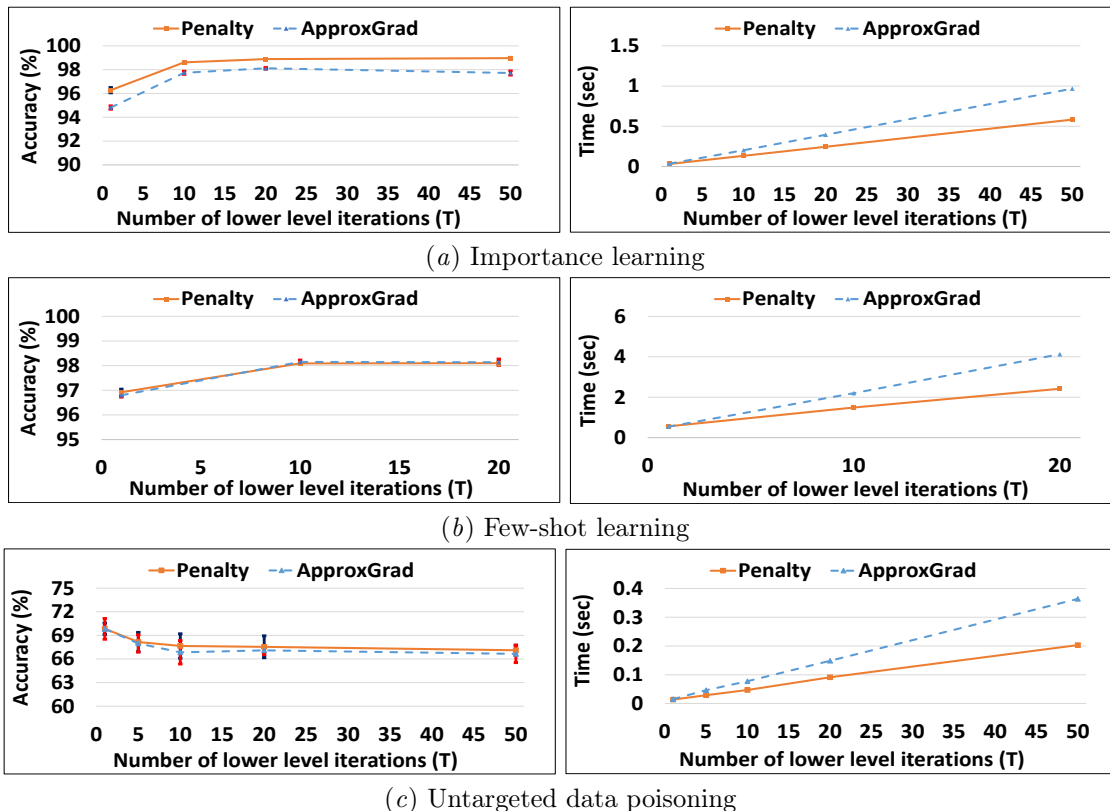 Penalty ApproxGrad
Accuracy (%)
100
98
96
94
92
90
0 5 10 15 20 25 30 35 40 45 50
Number of lower level iterations (T)
Penalty ApproxGrad
Time (sec)
1.5
1
0.5
0
0 5 10 15 20 25 30 35 40 45 50
Number of lower level iterations (T)
(a) Importance learning
Penalty ApproxGrad
Accuracy (%)
100
99
98
97
96
95
0 5 10 15 20
Number of lower level iterations (T)
Penalty ApproxGrad
Time (sec)
6
4
2
0
0 10 20
Number of lower level iterations (T)
(b) Few-shot learning
Penalty ApproxGrad
Accuracy (%)
75
72
69
66
63
60
0 5 10 15 20 25 30 35 40 45 50
Number of lower level iterations (T)
Penalty ApproxGrad
Time (sec)
0.4
0.3
0.2
0.1
0
0 5 10 15 20 25 30 35 40 45 50
Number of lower level iterations (T)
(c) Untargeted data poisoning